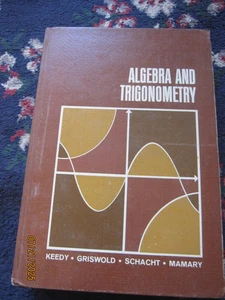 ALGEBRA AND
TRIGONOMETRY
KEEDY • GRISWOLD • SCHACHT • MAMARY